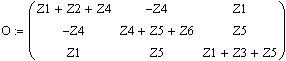 Z1 + Z2 + Z4 −Z4 Z1
O := −Z4 Z4 + Z5 + Z6 Z5
Z1 Z5 Z1 + Z3 + Z5